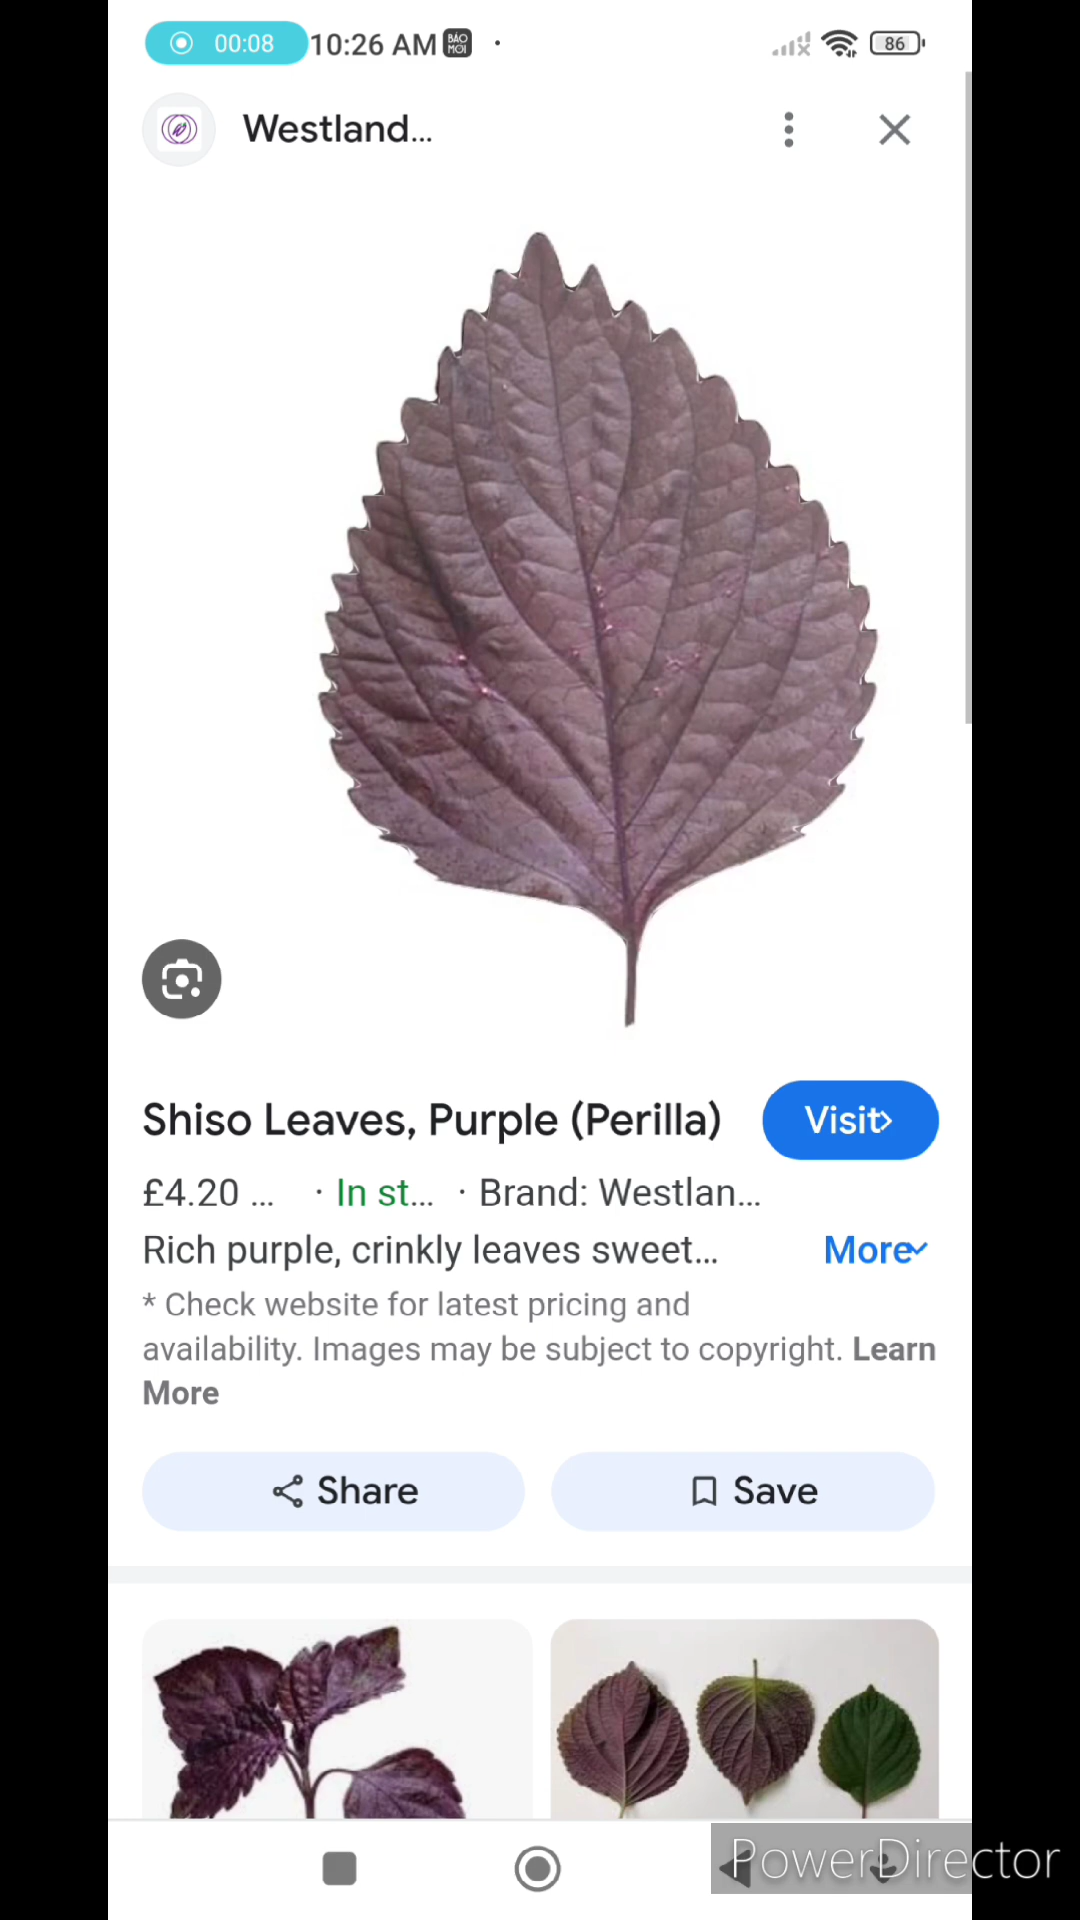 00:08 10:26 AM BÁO MỚI 86
Westland...
Shiso Leaves, Purple (Perilla) Visit
£4.20 ... · In st... · Brand: Westlan...
Rich purple, crinkly leaves sweet... More
* Check website for latest pricing and
availability. Images may be subject to copyright. Learn
More
Share Save
PowerDirector